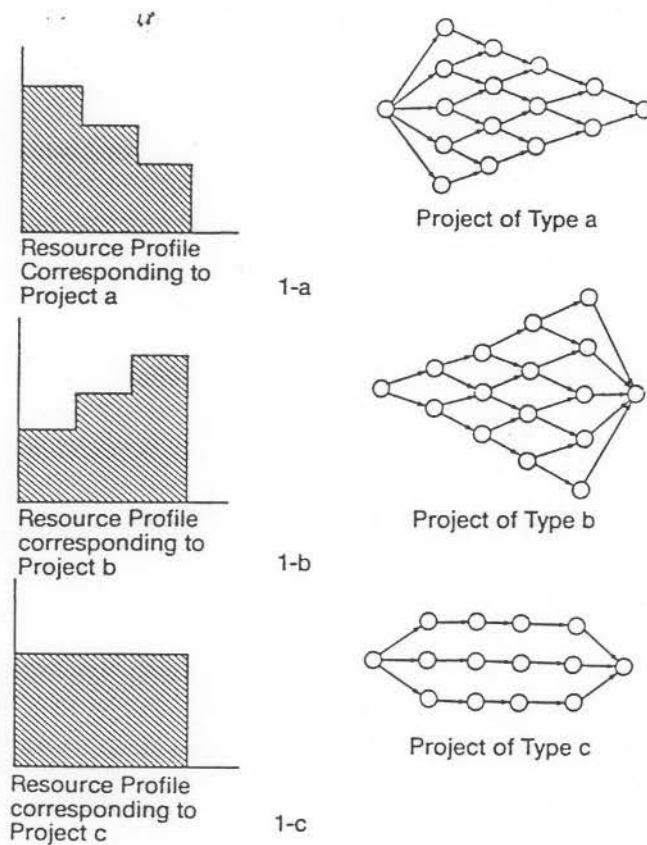 Resource Profile
Corresponding to
Project a
1-a
Project of Type a
Resource Profile
corresponding to
Project b
1-b
Project of Type b
Resource Profile
corresponding to
Project c
1-c
Project of Type c